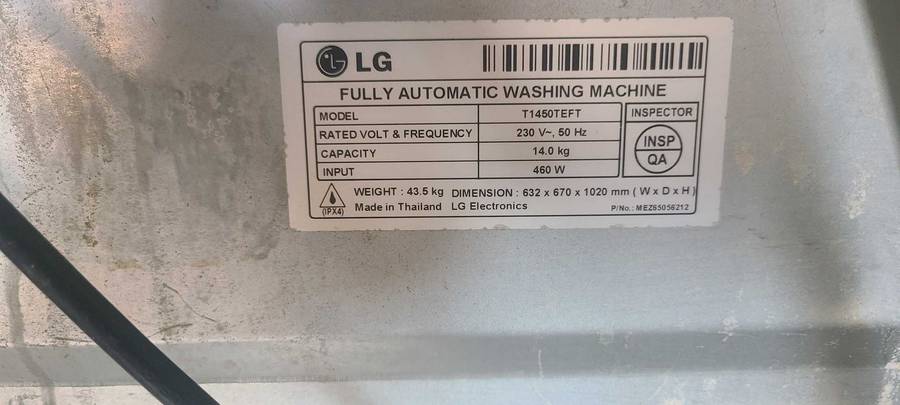 LG
FULLY AUTOMATIC WASHING MACHINE
MODEL T1450TEFT INSPECTOR
RATED VOLT & FREQUENCY 230 V~, 50 Hz
CAPACITY 14.0 kg
INPUT 460 W
INSP
QA
WEIGHT : 43.5 kg DIMENSION : 632 x 670 x 1020 mm ( W x D x H )
(IPX4) Made in Thailand LG Electronics P/No.: MEZ65056212